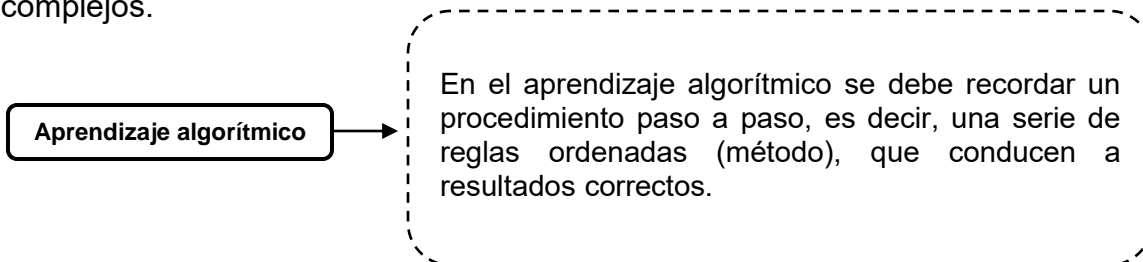 complejos.
Aprendizaje algorítmico
En el aprendizaje algorítmico se debe recordar un
procedimiento paso a paso, es decir, una serie de
reglas ordenadas (método), que conducen a
resultados correctos.